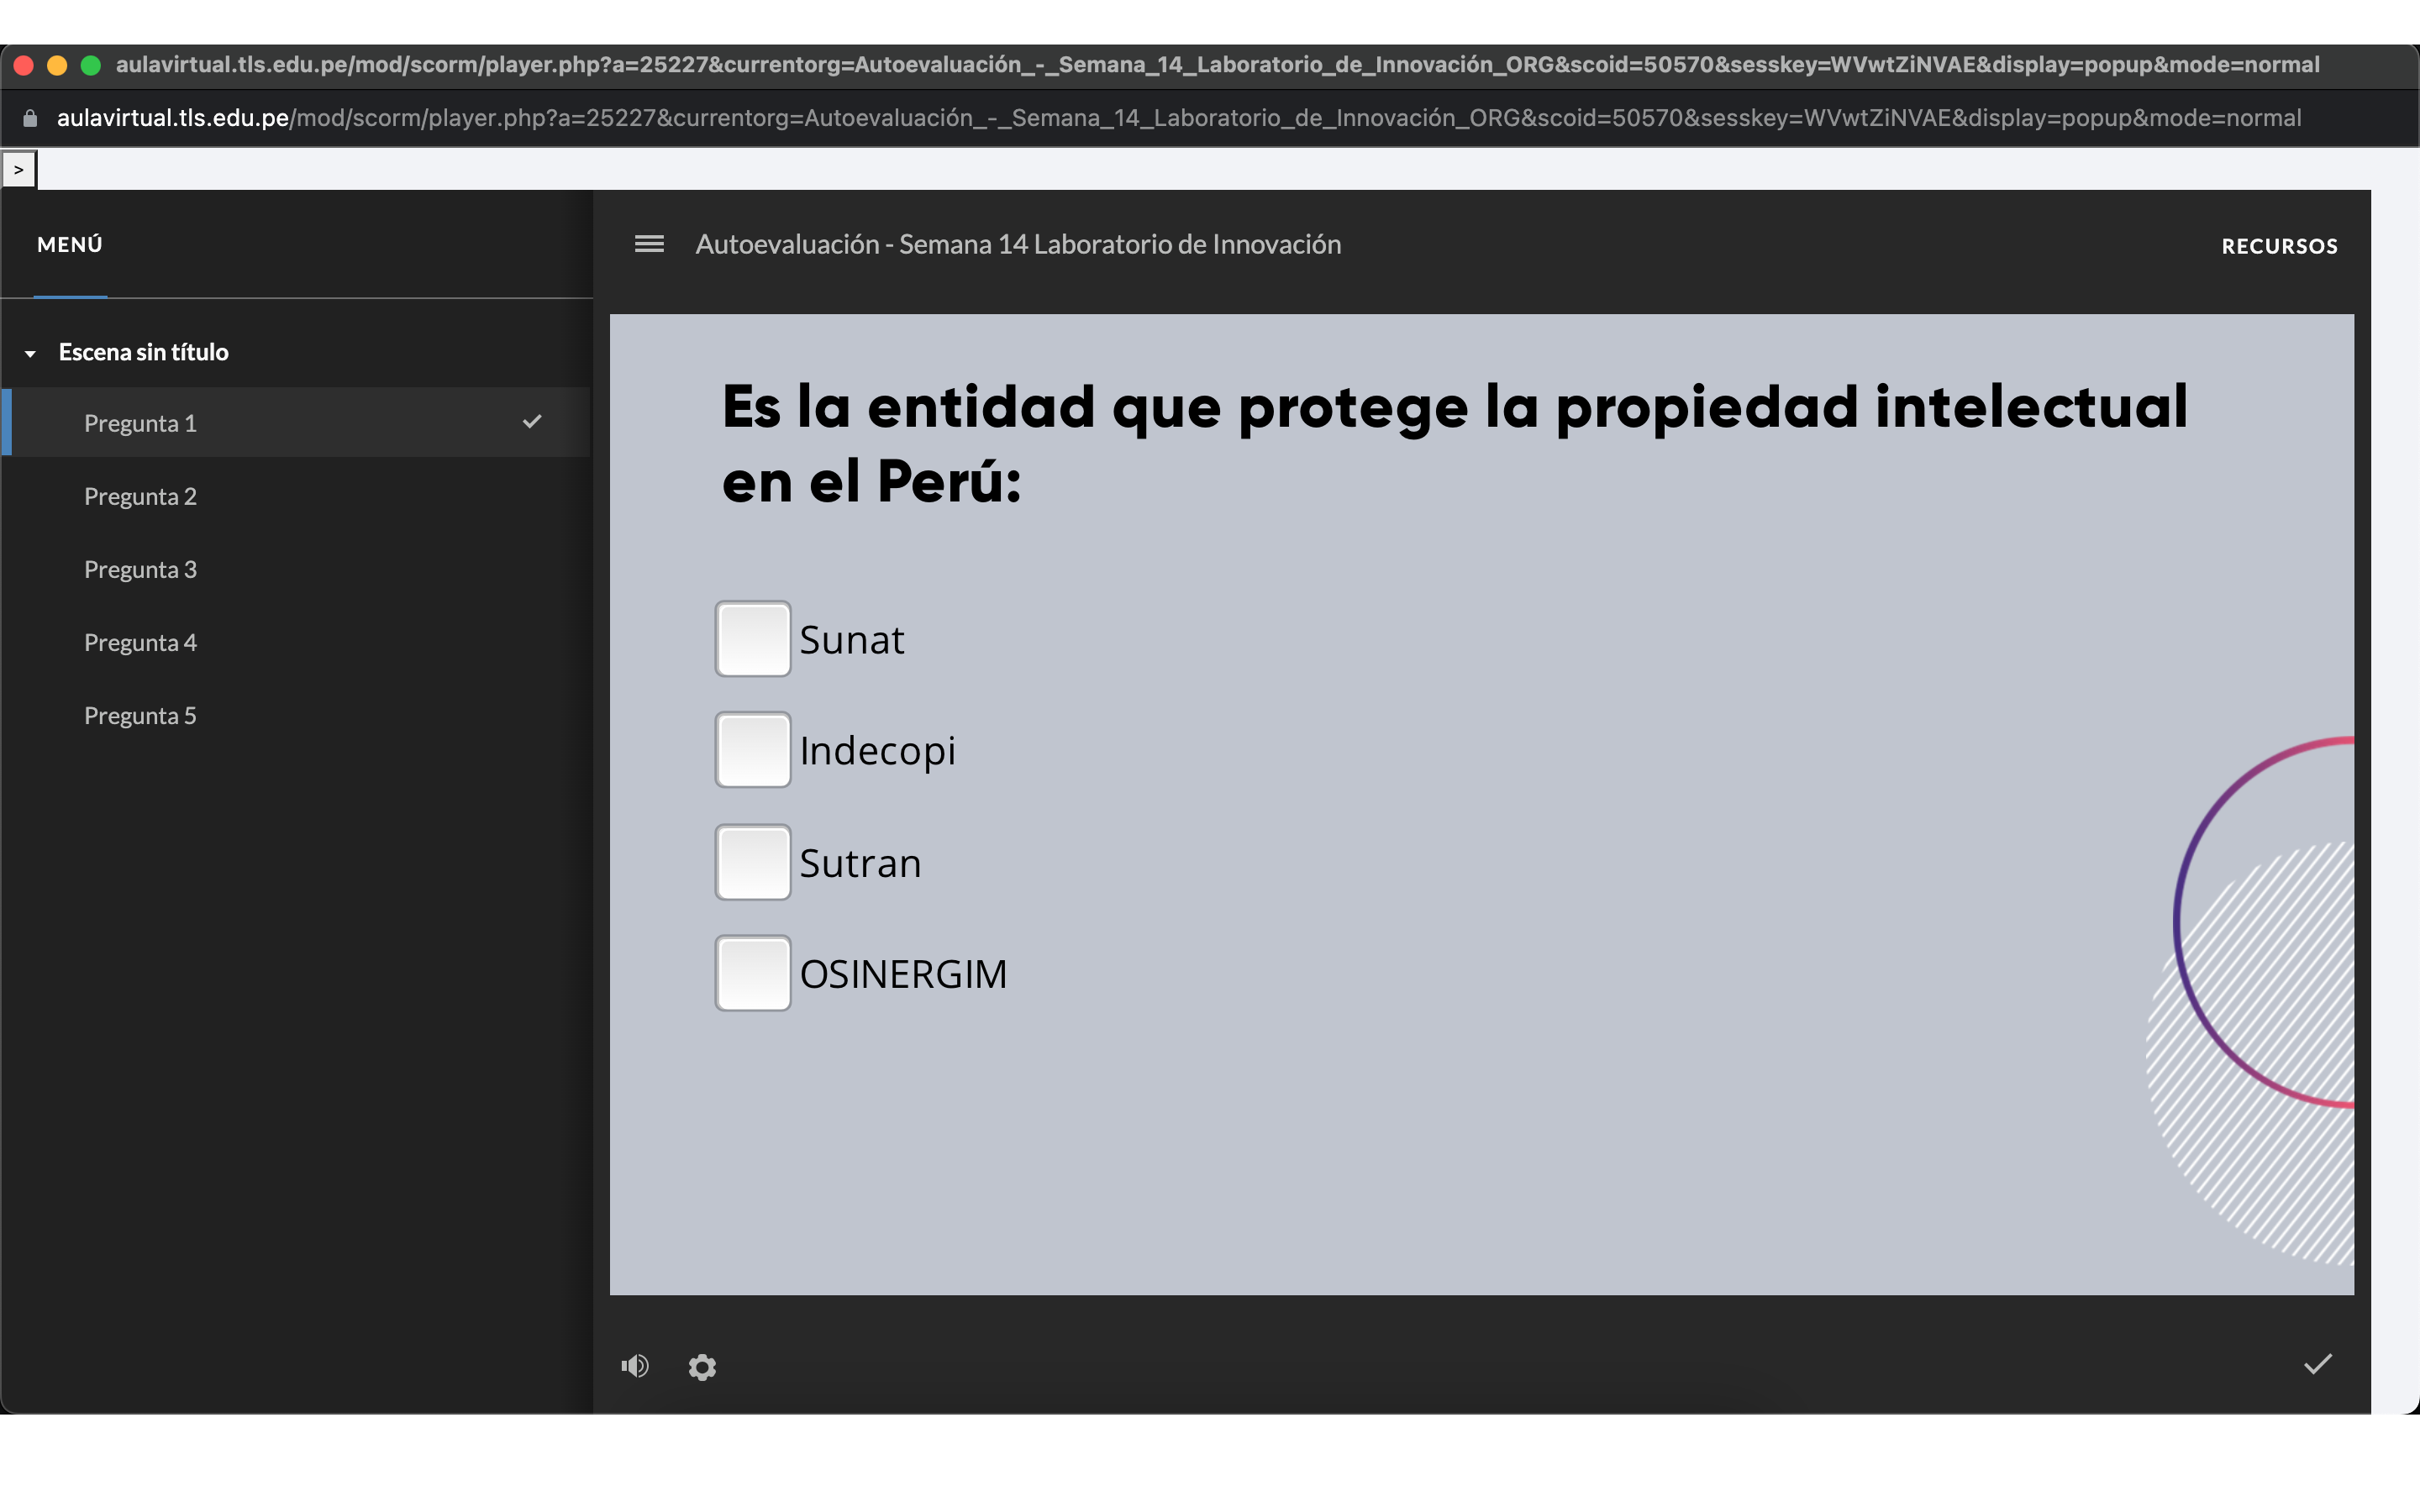 aulavirtual.tls.edu.pe/mod/scorm/player.php?a=25227&currentorg=Autoevaluación_-_Semana_14_Laboratorio_de_Innovación_ORG&scoid=50570&sesskey=WVwtZiNVAE&display=popup&mode=normal
aulavirtual.tls.edu.pe/mod/scorm/player.php?a=25227&currentorg=Autoevaluación_-_Semana_14_Laboratorio_de_Innovación_ORG&scoid=50570&sesskey=WVwtZiNVAE&display=popup&mode=normal
>
MENÚ
Escena sin título
Pregunta 1
Pregunta 2
Pregunta 3
Pregunta 4
Pregunta 5
Autoevaluación - Semana 14 Laboratorio de Innovación
RECURSOS
Es la entidad que protege la propiedad intelectual
en el Perú:
Sunat
Indecopi
Sutran
OSINERGIM